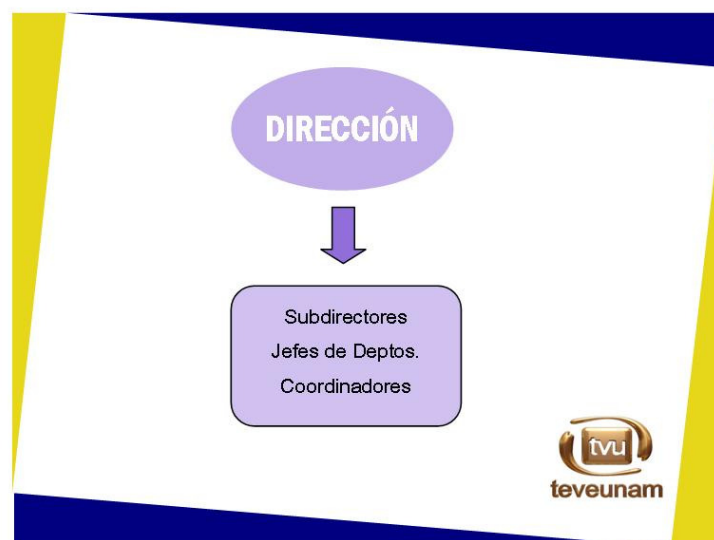 DIRECCIÓN
Subdirectores
Jefes de Deptos.
Coordinadores
tvu
teveunam